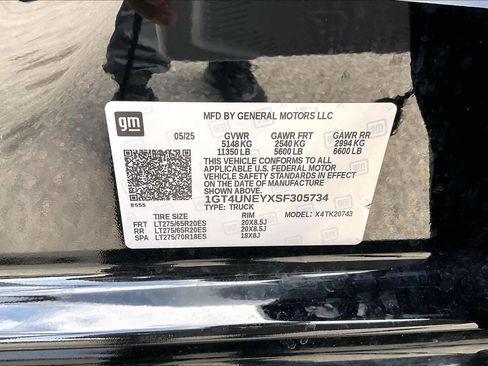 gm
MFD BY GENERAL MOTORS LLC
05/25 GVWR GAWR FRT GAWR RR
5148 KG 2540 KG 2994 KG
11350 LB 5600 LB 6600 LB
THIS VEHICLE CONFORMS TO ALL
APPLICABLE U.S. FEDERAL MOTOR
VEHICLE SAFETY STANDARDS IN EFFECT
ON THE DATE OF MANUFACTURE
SHOWN ABOVE.
1GT4UNEYXSF305734
TYPE: TRUCK
TIRE SIZE RIM MODEL: X4TK20743
FRT LT275/65R20ES 20X8.5J
RR LT275/65R20ES 20X8.5J
SPA LT275/70R18ES 18X8J